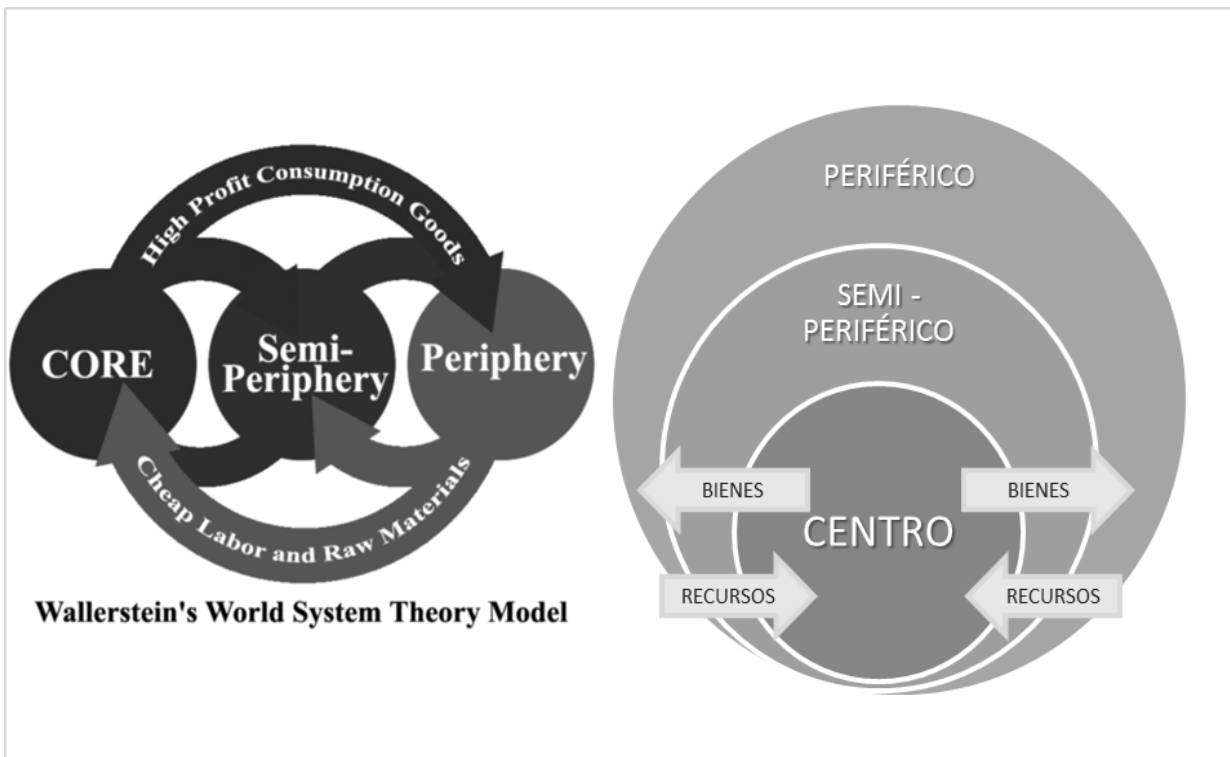 High Profit Consumption Goods
CORE
Semi-
Periphery
Periphery
Cheap Labor and Raw Materials
Wallerstein's World System Theory Model
PERIFÉRICO
SEMI -
PERIFÉRICO
BIENES
BIENES
CENTRO
RECURSOS
RECURSOS